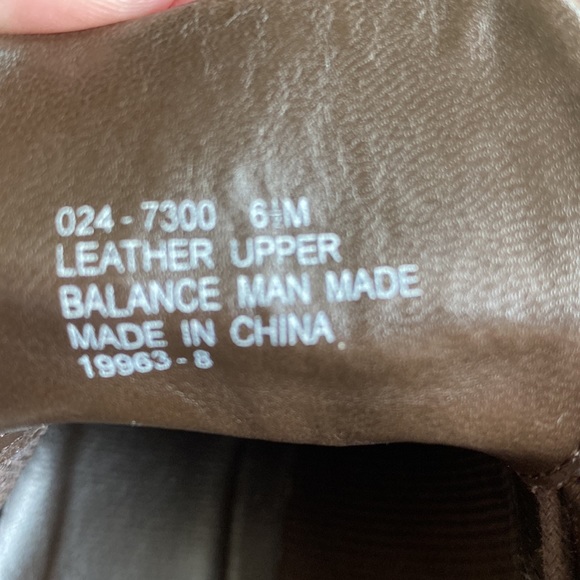 024-7300 6½M
LEATHER UPPER
BALANCE MAN MADE
MADE IN CHINA
19963-8